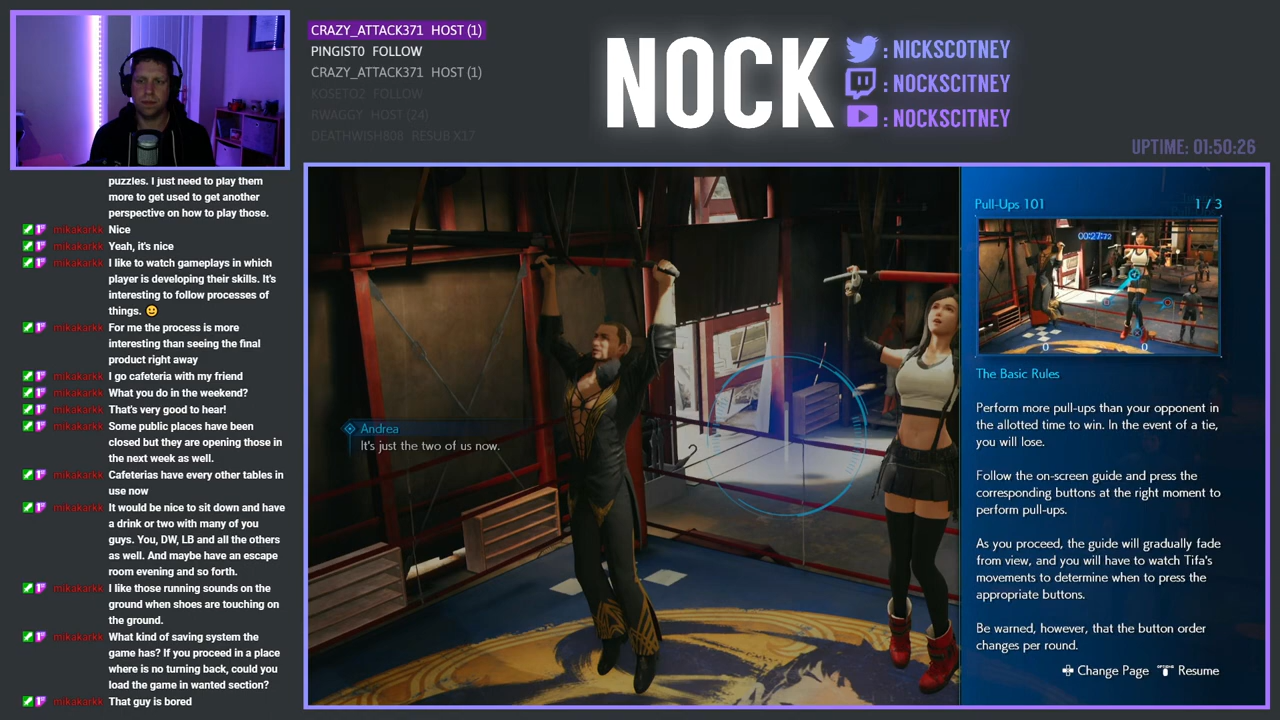 CRAZY_ATTACK371 HOST (1)
PINGIST0 FOLLOW
CRAZY_ATTACK371 HOST (1)
KOSETO2 FOLLOW
RWAGGY HOST (24)
DEATHWISH808 RESUB X17
NOCK
: NICKSCOTNEY
: NOCKSCITNEY
: NOCKSCITNEY
UPTIME: 01:50:26
puzzles. I just need to play them
more to get used to get another
perspective on how to play those.
mikakarkk Nice
mikakarkk Yeah, it's nice
mikakarkk I like to watch gameplays in which
player is developing their skills. It's
interesting to follow processes of
things.
mikakarkk For me the process is more
interesting than seeing the final
product right away
mikakarkk I go cafeteria with my friend
mikakarkk What you do in the weekend?
mikakarkk That's very good to hear!
mikakarkk Some public places have been
closed but they are opening those in
the next week as well.
mikakarkk Cafeterias have every other tables in
use now
mikakarkk It would be nice to sit down and have
a drink or two with many of you
guys. You, DW, LB and all the others
as well. And maybe have an escape
room evening and so forth.
mikakarkk I like those running sounds on the
ground when shoes are touching on
the ground.
mikakarkk What kind of saving system the
game has? If you proceed in a place
where is no turning back, could you
load the game in wanted section?
mikakarkk That guy is bored
Andrea
It's just the two of us now.
Pull-Ups 101 1 / 3
00:27:72
0 0
The Basic Rules
Perform more pull-ups than your opponent in
the allotted time to win. In the event of a tie,
you will lose.
Follow the on-screen guide and press the
corresponding buttons at the right moment to
perform pull-ups.
As you proceed, the guide will gradually fade
from view, and you will have to watch Tifa's
movements to determine when to press the
appropriate buttons.
Be warned, however, that the button order
changes per round.
Change Page OPTIONS Resume